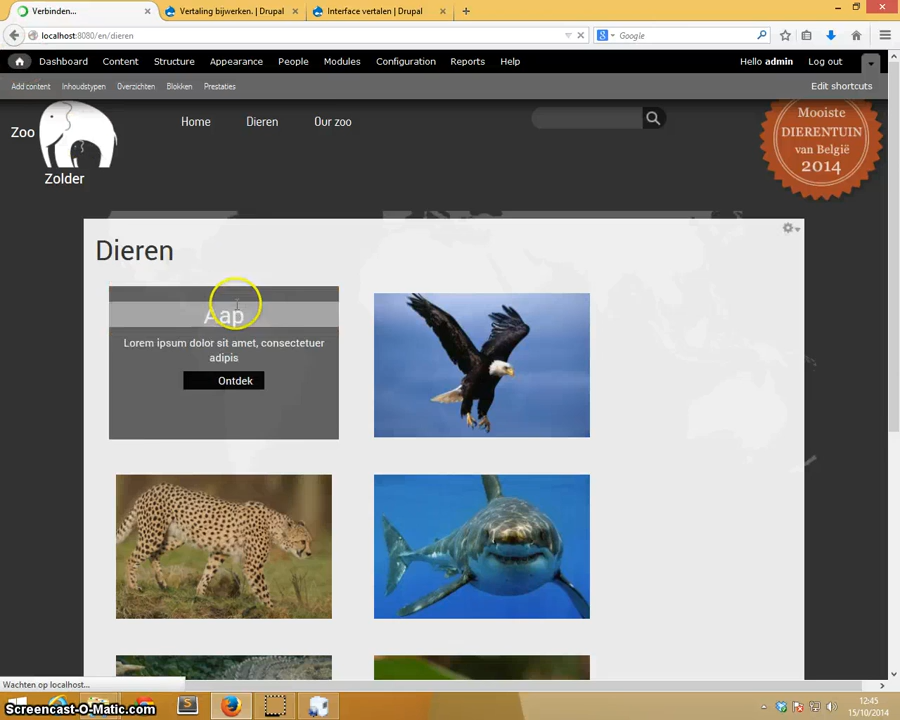 Verbinden...
Vertaling bijwerken. | Drupal
Interface vertalen | Drupal
localhost:8080/en/dieren
Google
Dashboard Content Structure Appearance People Modules Configuration Reports Help
Hello admin Log out
Add content Inhoudstypen Overzichten Blokken Prestaties
Edit shortcuts
Zoo
Zolder
Home Dieren Our zoo
Mooiste
DIERENTUIN
van België
2014
Dieren
Aap
Lorem ipsum dolor sit amet, consectetuer
adipis
Ontdek
Wachten op localhost...
Screencast-O-Matic.com
12:45
15/10/2014